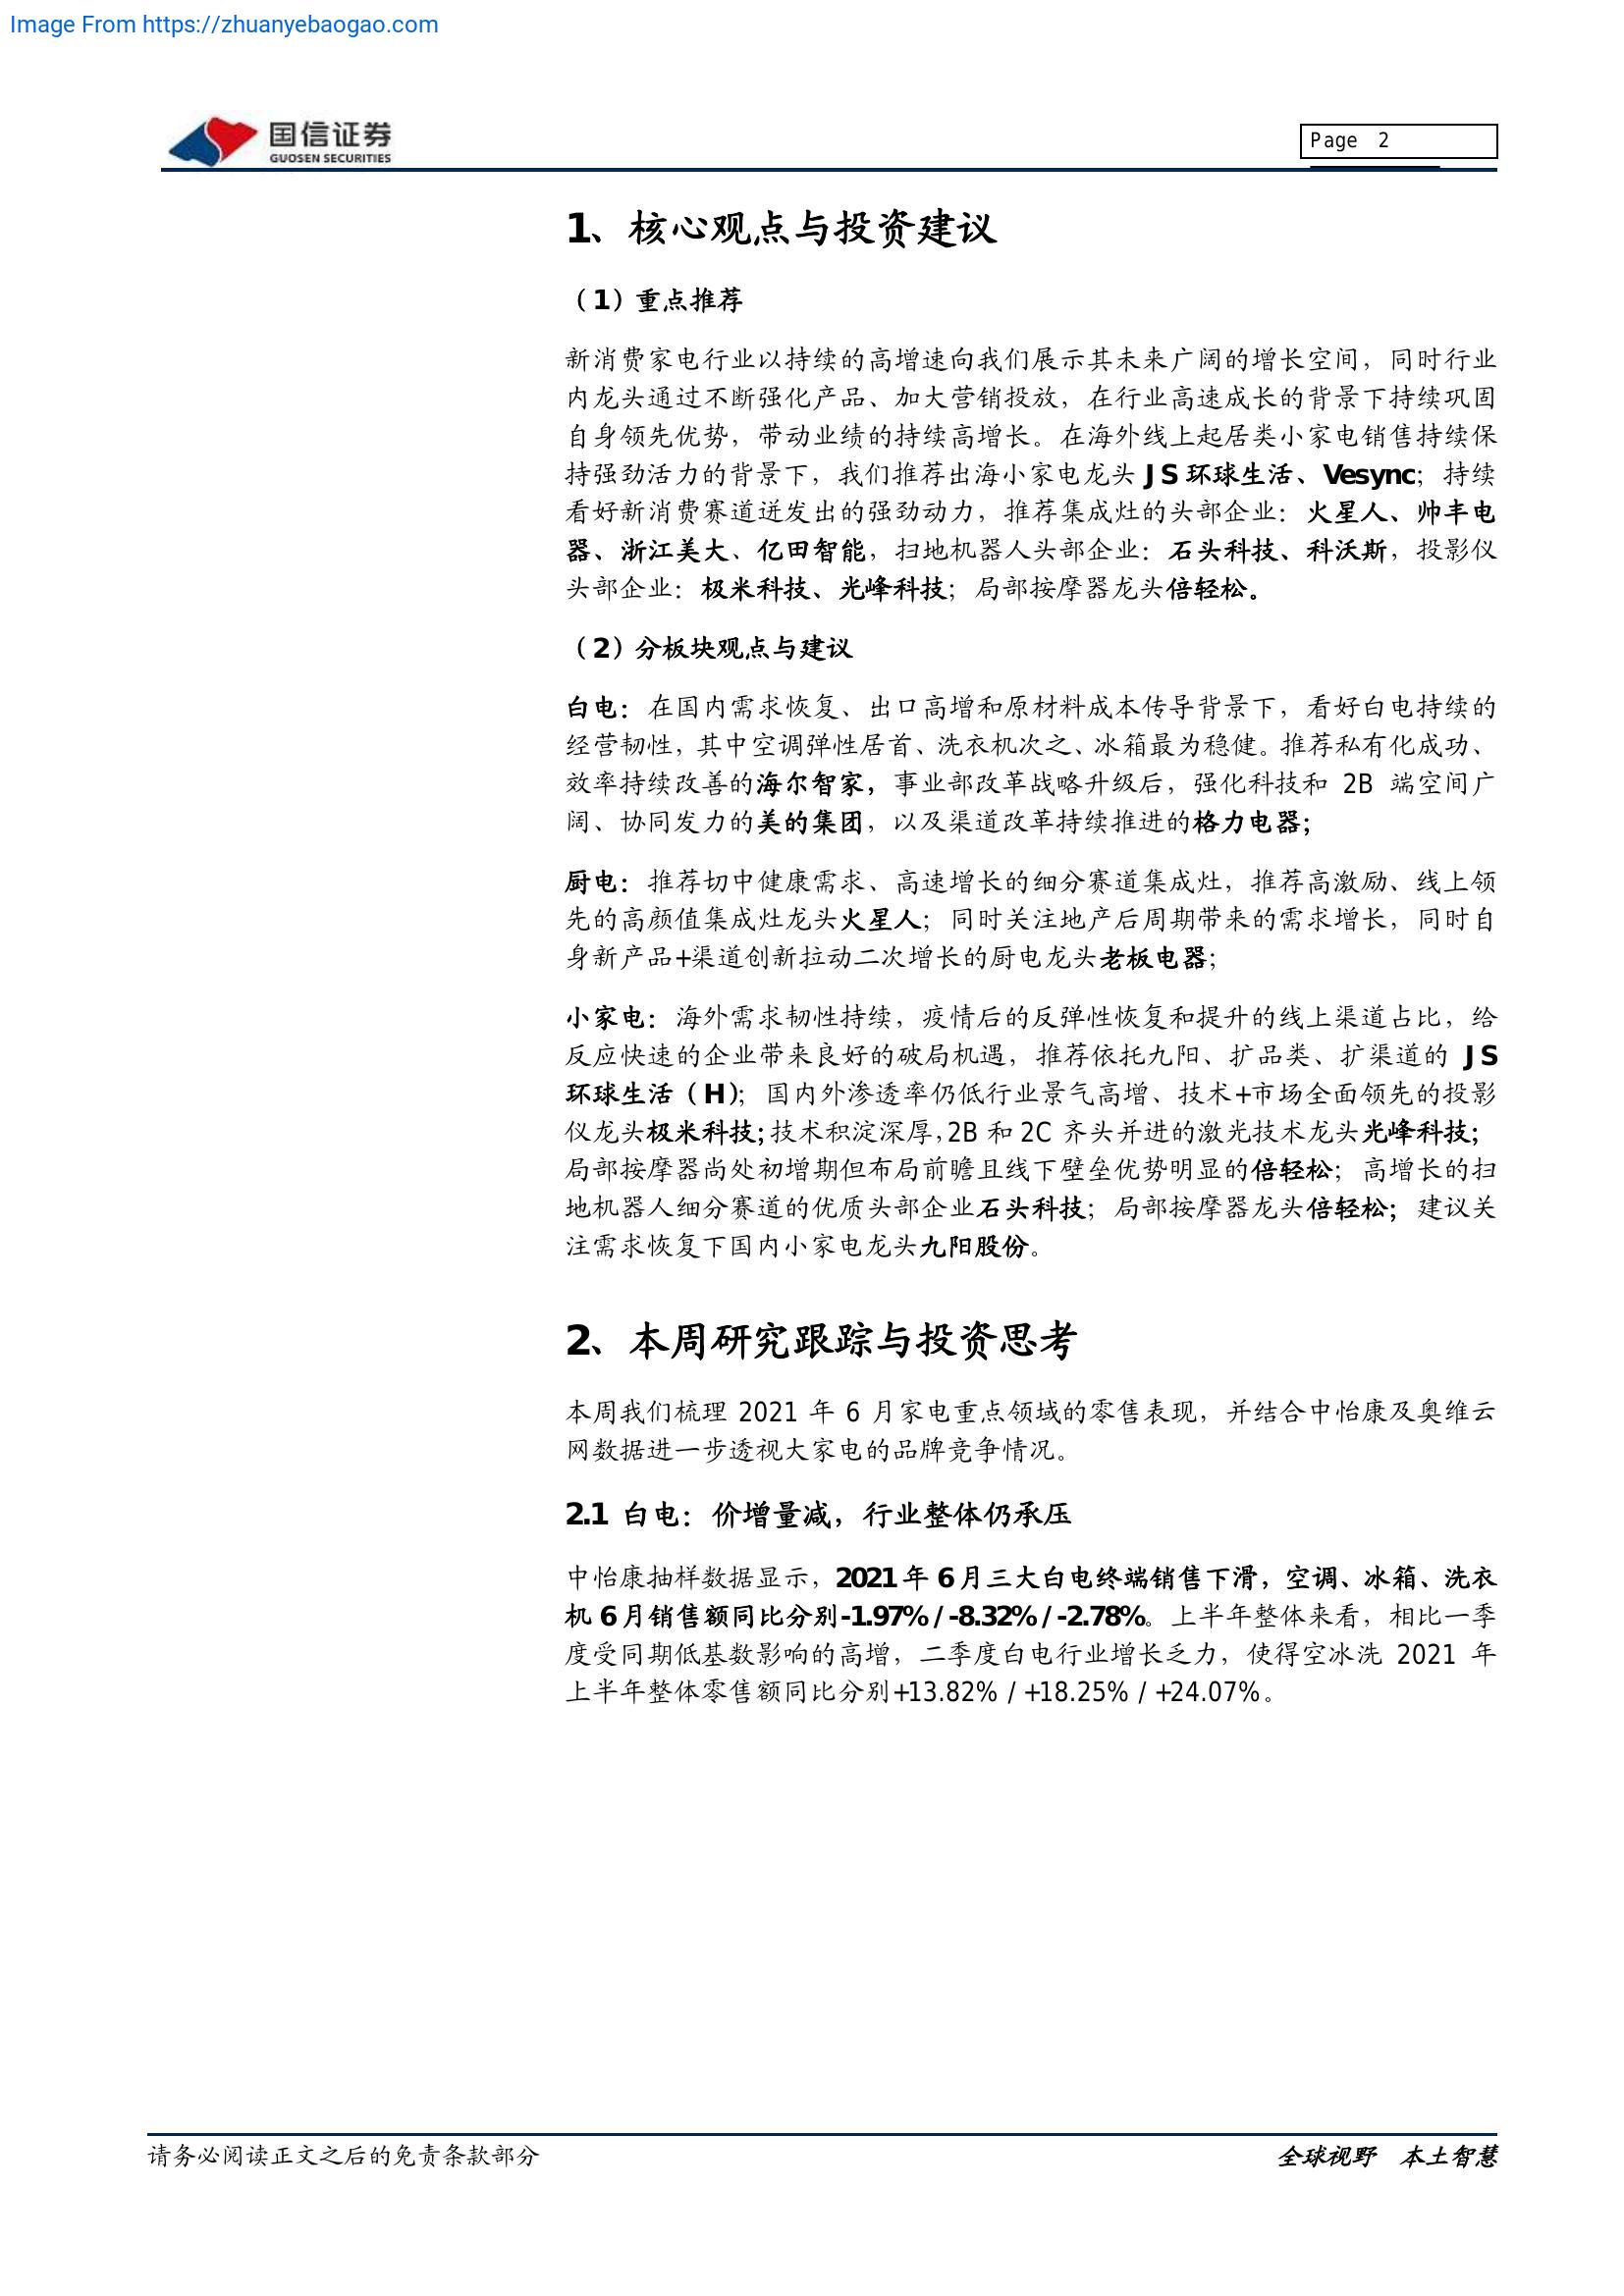 Image From https://zhuanyebaogao.com
国信证券
GUOSEN SECURITIES
Page 2
1、核心观点与投资建议
（1）重点推荐
新消费家电行业以持续的高增速向我们展示其未来广阔的增长空间，同时行业
内龙头通过不断强化产品、加大营销投放，在行业高速成长的背景下持续巩固
自身领先优势，带动业绩的持续高增长。在海外线上起居类小家电销售持续保
持强劲活力的背景下，我们推荐出海小家电龙头 JS 环球生活、Vesync；持续
看好新消费赛道迸发出的强劲动力，推荐集成灶的头部企业：火星人、帅丰电
器、浙江美大、亿田智能，扫地机器人头部企业：石头科技、科沃斯，投影仪
头部企业：极米科技、光峰科技；局部按摩器龙头倍轻松。
（2）分板块观点与建议
白电：在国内需求恢复、出口高增和原材料成本传导背景下，看好白电持续的
经营韧性，其中空调弹性居首、洗衣机次之、冰箱最为稳健。推荐私有化成功、
效率持续改善的海尔智家，事业部改革战略升级后，强化科技和 2B 端空间广
阔、协同发力的美的集团，以及渠道改革持续推进的格力电器；
厨电：推荐切中健康需求、高速增长的细分赛道集成灶，推荐高激励、线上领
先的高颜值集成灶龙头火星人；同时关注地产后周期带来的需求增长，同时自
身新产品+渠道创新拉动二次增长的厨电龙头老板电器；
小家电：海外需求韧性持续，疫情后的反弹性恢复和提升的线上渠道占比，给
反应快速的企业带来良好的破局机遇，推荐依托九阳、扩品类、扩渠道的 JS
环球生活（H）；国内外渗透率仍低行业景气高增、技术+市场全面领先的投影
仪龙头极米科技；技术积淀深厚，2B 和 2C 齐头并进的激光技术龙头光峰科技；
局部按摩器尚处初增期但布局前瞻且线下壁垒优势明显的倍轻松；高增长的扫
地机器人细分赛道的优质头部企业石头科技；局部按摩器龙头倍轻松；建议关
注需求恢复下国内小家电龙头九阳股份。
2、本周研究跟踪与投资思考
本周我们梳理 2021 年 6 月家电重点领域的零售表现，并结合中怡康及奥维云
网数据进一步透视大家电的品牌竞争情况。
2.1 白电：价增量减，行业整体仍承压
中怡康抽样数据显示，2021 年 6 月三大白电终端销售下滑，空调、冰箱、洗衣
机 6 月销售额同比分别-1.97% / -8.32% / -2.78%。上半年整体来看，相比一季
度受同期低基数影响的高增，二季度白电行业增长乏力，使得空冰洗 2021 年
上半年整体零售额同比分别+13.82% / +18.25% / +24.07%。
请务必阅读正文之后的免责条款部分
全球视野 本土智慧